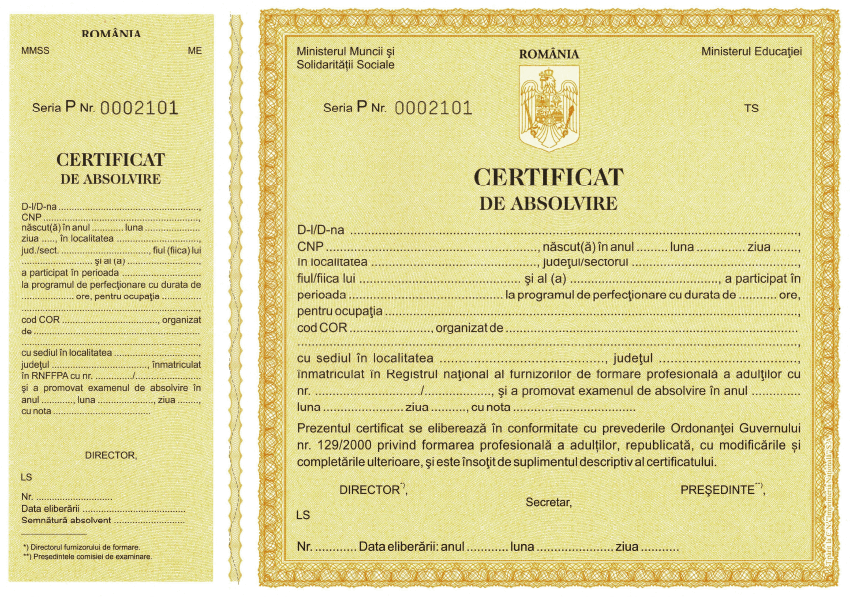 ROMÂNIA
MMSS ME
Seria P Nr. 0002101
CERTIFICAT
DE ABSOLVIRE
D-l/D-na ................................................,
CNP .....................................................,
născut(ă) în anul ........... luna ...................
ziua ....., în localitatea ............................,
jud./sect. .............................., fiul (fiica) lui
........................ şi al (a) .........................,
a participat în perioada ...........................
la programul de perfecţionare cu durata de
.................. ore, pentru ocupaţia ..............
............................................................,
cod COR ................................, organizat
de .........................................................
............................................................,
cu sediul în localitatea .............................,
judeţul ................................, înmatriculat
în RNFFPA cu nr. ............/......................
şi a promovat examenul de absolvire în
anul .........., luna ................, ziua .......,
cu nota .................................
DIRECTOR,
LS
Nr. ..........................
Data eliberării ...................................
Semnătură absolvent ........................
*) Directorul furnizorului de formare.
**) Preşedintele comisiei de examinare.
Ministerul Muncii şi
Solidarităţii Sociale
ROMÂNIA
Ministerul Educaţiei
Seria P Nr. 0002101
TS
CERTIFICAT
DE ABSOLVIRE
D-l/D-na ...............................................................................................,
CNP ............................................, născut(ă) în anul ........ luna ............. ziua ......,
în localitatea ............................................, judeţul/sectorul ..............................,
fiul/fiica lui ............................................ şi al (a) ................................, a participat în
perioada ........................................ la programul de perfecţionare cu durata de .......... ore,
pentru ocupaţia ........................................................................................,
cod COR ......................, organizat de .............................................................
..........................................................................................................,
cu sediul în localitatea ................................., judeţul ............................,
înmatriculat în Registrul naţional al furnizorilor de formare profesională a adulţilor cu
nr. ........................./................, şi a promovat examenul de absolvire în anul .............
luna ..................... ziua ........., cu nota .................................
Prezentul certificat se eliberează în conformitate cu prevederile Ordonanţei Guvernului
nr. 129/2000 privind formarea profesională a adulților, republicată, cu modificările și
completările ulterioare, şi este însoţit de suplimentul descriptiv al certificatului.
DIRECTOR*),
PREŞEDINTE**),
Secretar,
LS
Nr. ............ Data eliberării: anul ........... luna .................... ziua ..........